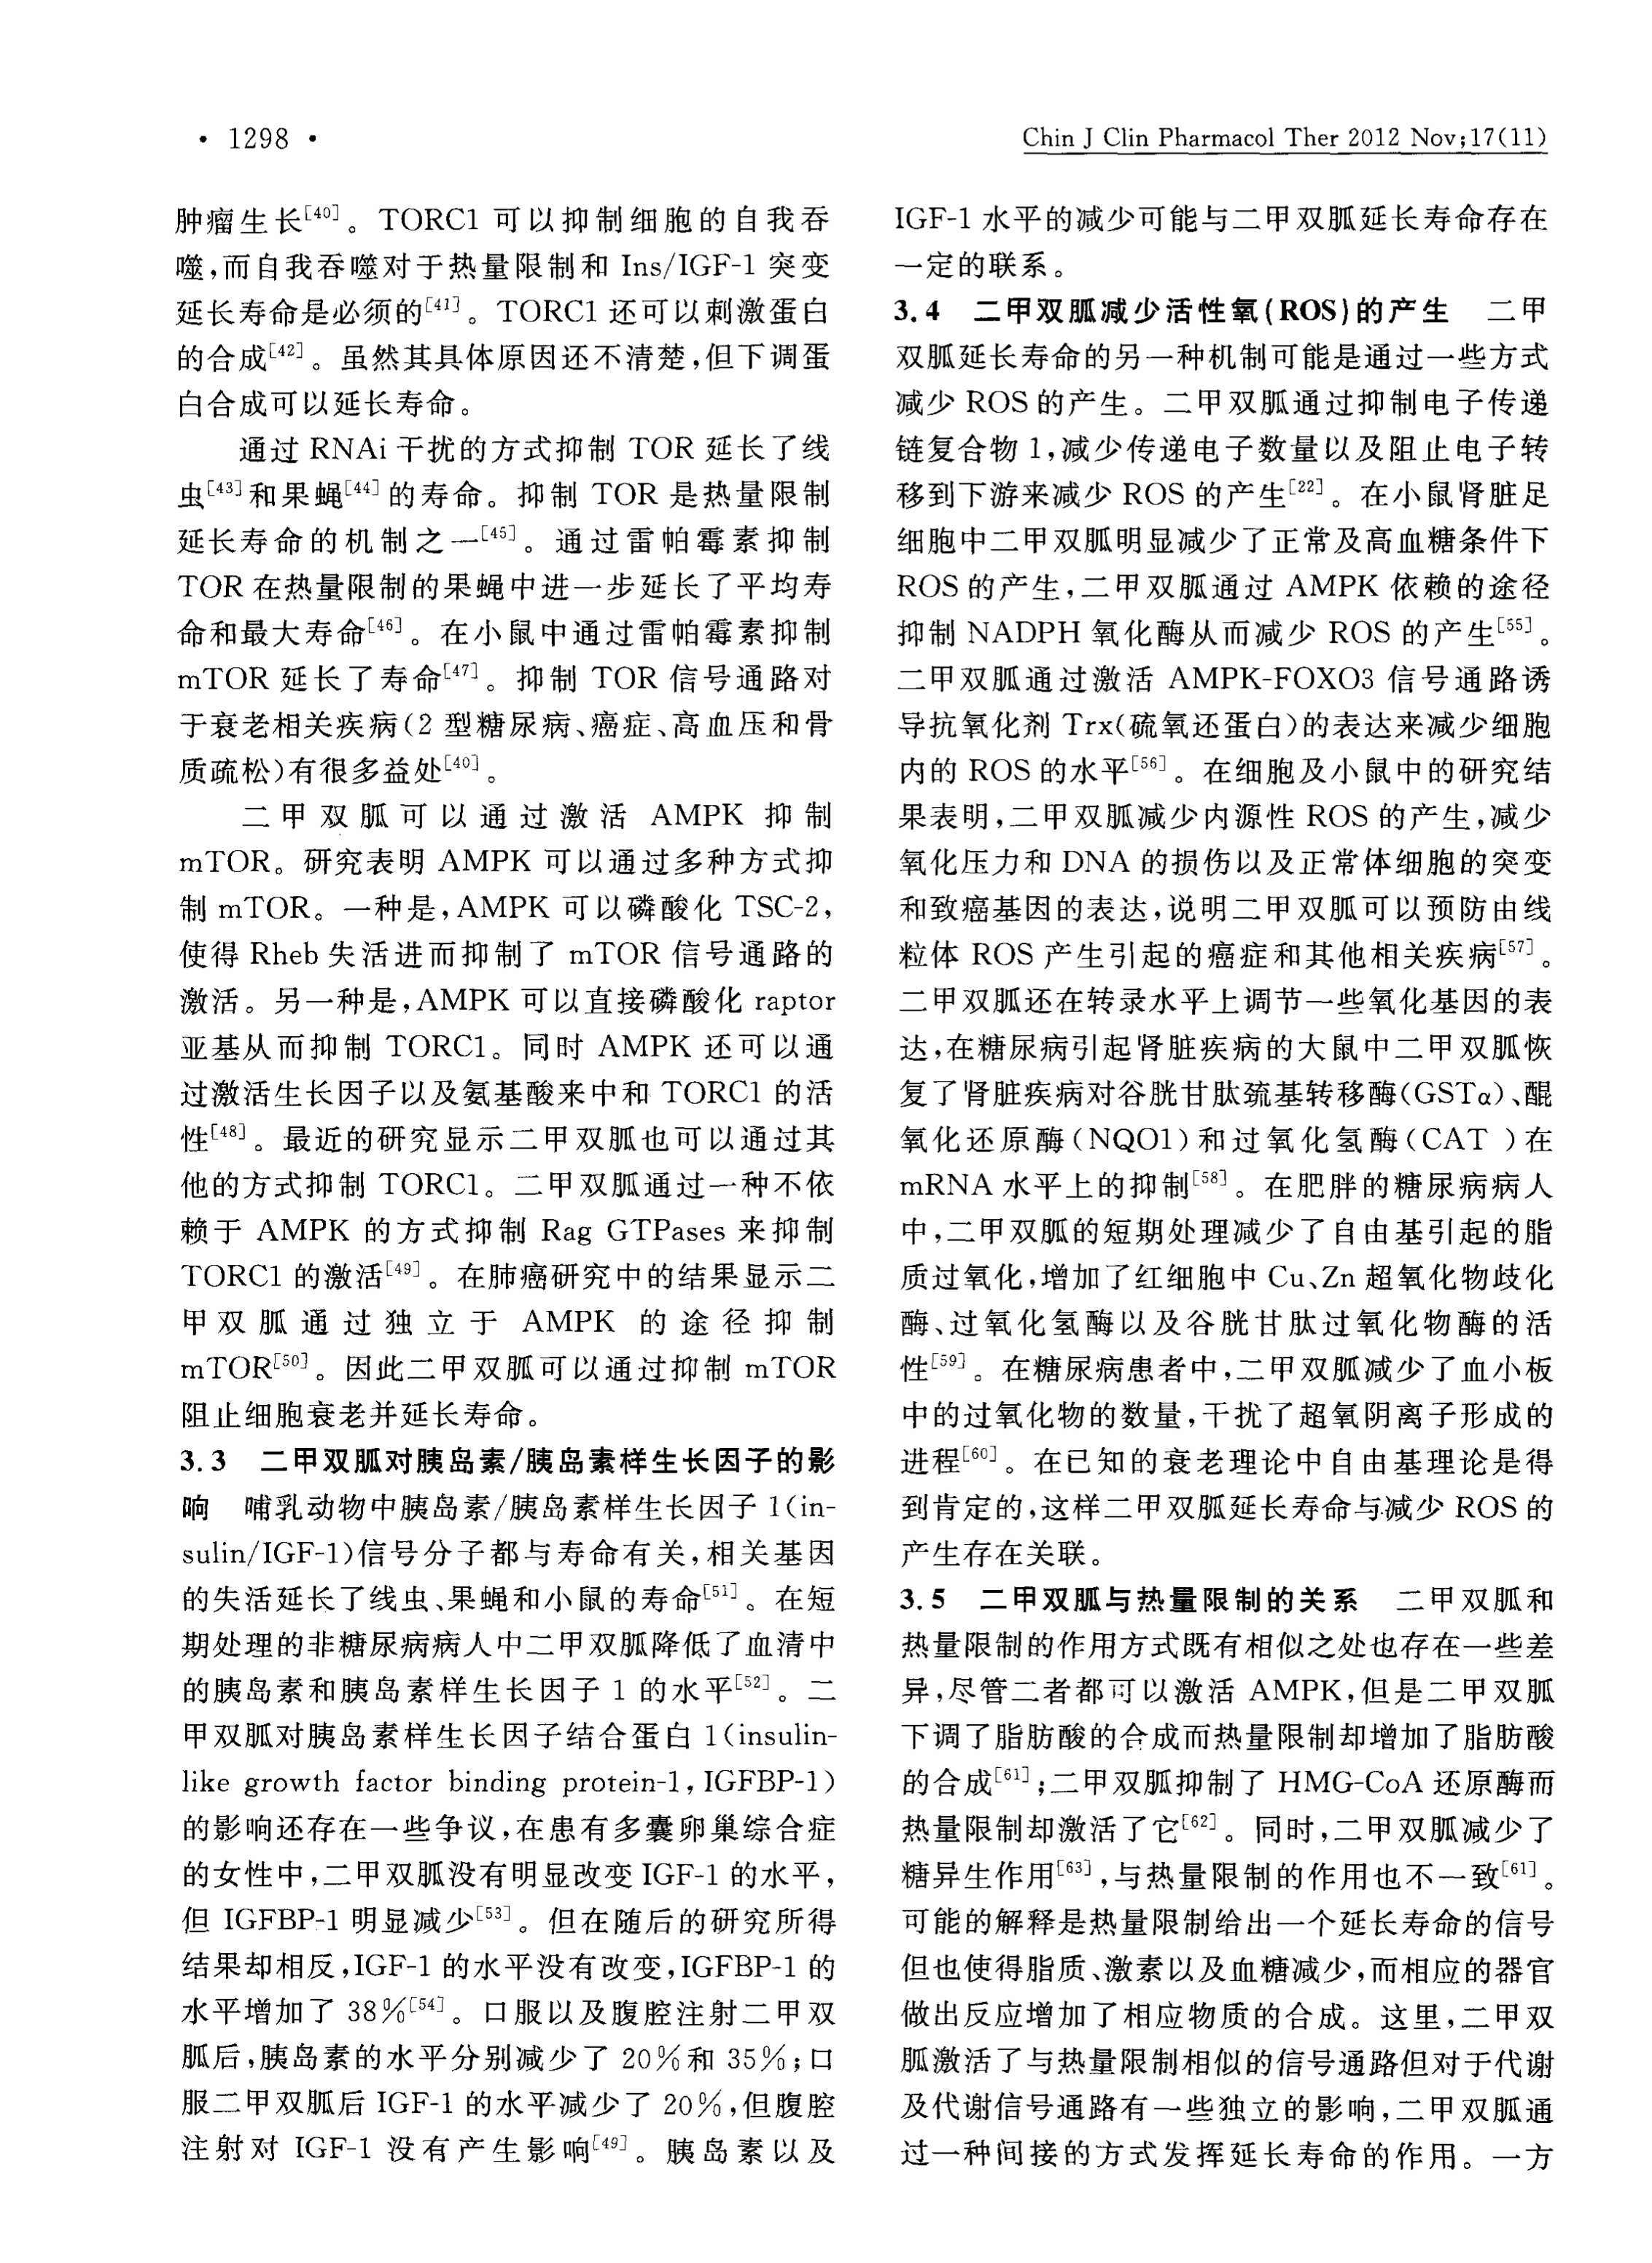 · 1298 ·
Chin J Clin Pharmacol Ther 2012 Nov;17(11)
肿瘤生长[40]。TORC1 可以抑制细胞的自我吞
噬,而自我吞噬对于热量限制和 Ins/IGF-1 突变
延长寿命是必须的[41]。TORC1 还可以刺激蛋白
的合成[42]。虽然其具体原因还不清楚,但下调蛋
白合成可以延长寿命。
通过 RNAi 干扰的方式抑制 TOR 延长了线
虫[43]和果蝇[44]的寿命。抑制 TOR 是热量限制
延长寿命的机制之一[45]。通过雷帕霉素抑制
TOR 在热量限制的果蝇中进一步延长了平均寿
命和最大寿命[46]。在小鼠中通过雷帕霉素抑制
mTOR 延长了寿命[47]。抑制 TOR 信号通路对
于衰老相关疾病(2 型糖尿病、癌症、高血压和骨
质疏松)有很多益处[40]。
二甲双胍可以通过激活 AMPK 抑制
mTOR。研究表明 AMPK 可以通过多种方式抑
制 mTOR。一种是,AMPK 可以磷酸化 TSC-2,
使得 Rheb 失活进而抑制了 mTOR 信号通路的
激活。另一种是,AMPK 可以直接磷酸化 raptor
亚基从而抑制 TORC1。同时 AMPK 还可以通
过激活生长因子以及氨基酸来中和 TORC1 的活
性[48]。最近的研究显示二甲双胍也可以通过其
他的方式抑制 TORC1。二甲双胍通过一种不依
赖于 AMPK 的方式抑制 Rag GTPases 来抑制
TORC1 的激活[49]。在肺癌研究中的结果显示二
甲双胍通过独立于 AMPK 的途径抑制
mTOR[50]。因此二甲双胍可以通过抑制 mTOR
阻止细胞衰老并延长寿命。
3.3 二甲双胍对胰岛素/胰岛素样生长因子的影
响 哺乳动物中胰岛素/胰岛素样生长因子 1(in-
sulin/IGF-1)信号分子都与寿命有关,相关基因
的失活延长了线虫、果蝇和小鼠的寿命[51]。在短
期处理的非糖尿病病人中二甲双胍降低了血清中
的胰岛素和胰岛素样生长因子 1 的水平[52]。二
甲双胍对胰岛素样生长因子结合蛋白 1(insulin-
like growth factor binding protein-1,IGFBP-1)
的影响还存在一些争议,在患有多囊卵巢综合症
的女性中,二甲双胍没有明显改变 IGF-1 的水平,
但 IGFBP-1 明显减少[53]。但在随后的研究所得
结果却相反,IGF-1 的水平没有改变,IGFBP-1 的
水平增加了 38%[54]。口服以及腹腔注射二甲双
胍后,胰岛素的水平分别减少了 20%和 35%;口
服二甲双胍后 IGF-1 的水平减少了 20%,但腹腔
注射对 IGF-1 没有产生影响[49]。胰岛素以及
IGF-1 水平的减少可能与二甲双胍延长寿命存在
一定的联系。
3.4 二甲双胍减少活性氧(ROS)的产生 二甲
双胍延长寿命的另一种机制可能是通过一些方式
减少 ROS 的产生。二甲双胍通过抑制电子传递
链复合物 1,减少传递电子数量以及阻止电子转
移到下游来减少 ROS 的产生[22]。在小鼠肾脏足
细胞中二甲双胍明显减少了正常及高血糖条件下
ROS 的产生,二甲双胍通过 AMPK 依赖的途径
抑制 NADPH 氧化酶从而减少 ROS 的产生[55]。
二甲双胍通过激活 AMPK-FOXO3 信号通路诱
导抗氧化剂 Trx(硫氧还蛋白)的表达来减少细胞
内的 ROS 的水平[56]。在细胞及小鼠中的研究结
果表明,二甲双胍减少内源性 ROS 的产生,减少
氧化压力和 DNA 的损伤以及正常体细胞的突变
和致癌基因的表达,说明二甲双胍可以预防由线
粒体 ROS 产生引起的癌症和其他相关疾病[57]。
二甲双胍还在转录水平上调节一些氧化基因的表
达,在糖尿病引起肾脏疾病的大鼠中二甲双胍恢
复了肾脏疾病对谷胱甘肽巯基转移酶(GSTα)、醌
氧化还原酶(NQO1)和过氧化氢酶(CAT )在
mRNA 水平上的抑制[58]。在肥胖的糖尿病病人
中,二甲双胍的短期处理减少了自由基引起的脂
质过氧化,增加了红细胞中 Cu、Zn 超氧化物歧化
酶、过氧化氢酶以及谷胱甘肽过氧化物酶的活
性[59]。在糖尿病患者中,二甲双胍减少了血小板
中的过氧化物的数量,干扰了超氧阴离子形成的
进程[60]。在已知的衰老理论中自由基理论是得
到肯定的,这样二甲双胍延长寿命与减少 ROS 的
产生存在关联。
3.5 二甲双胍与热量限制的关系 二甲双胍和
热量限制的作用方式既有相似之处也存在一些差
异,尽管二者都可以激活 AMPK,但是二甲双胍
下调了脂肪酸的合成而热量限制却增加了脂肪酸
的合成[61];二甲双胍抑制了 HMG-CoA 还原酶而
热量限制却激活了它[62]。同时,二甲双胍减少了
糖异生作用[63],与热量限制的作用也不一致[61]。
可能的解释是热量限制给出一个延长寿命的信号
但也使得脂质、激素以及血糖减少,而相应的器官
做出反应增加了相应物质的合成。这里,二甲双
胍激活了与热量限制相似的信号通路但对于代谢
及代谢信号通路有一些独立的影响,二甲双胍通
过一种间接的方式发挥延长寿命的作用。一方